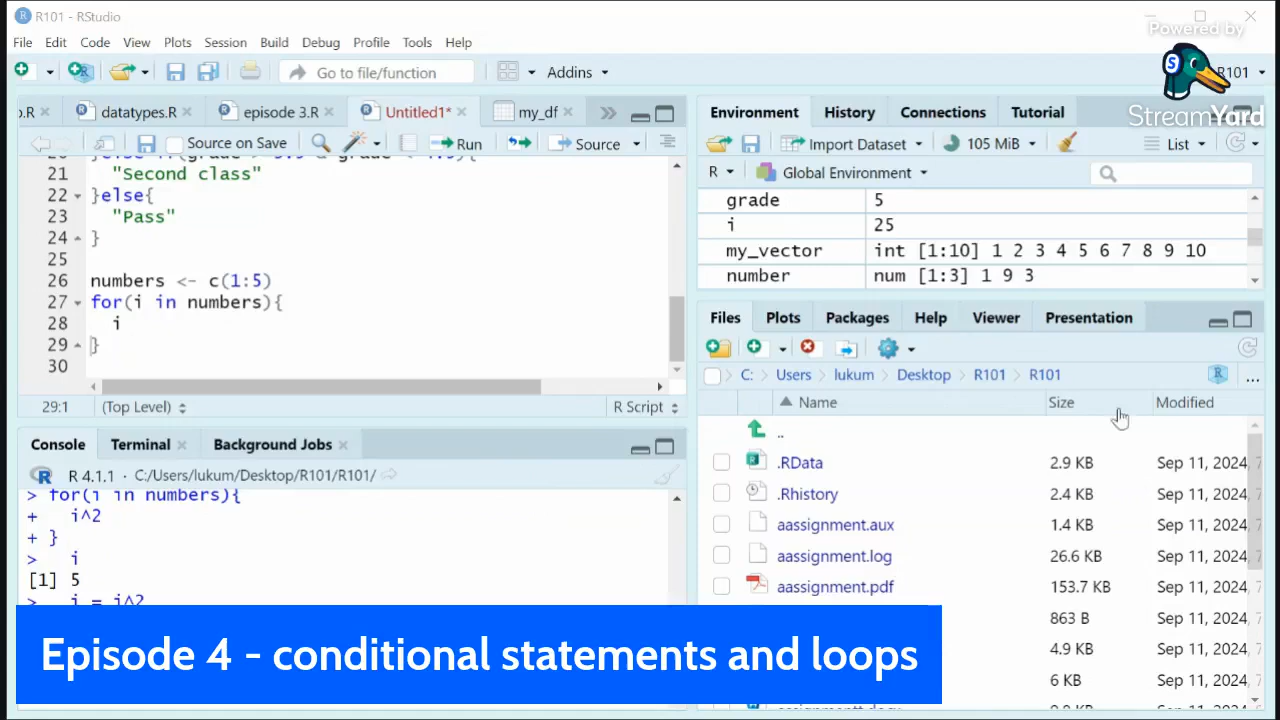 R101 - RStudio
Powered by
StreamYard
File Edit Code View Plots Session Build Debug Profile Tools Help
Go to file/function Addins R101
datatypes.R episode 3.R Untitled1* my_df
Source on Save Run Source
21 "Second class"
22 }else{
23 "Pass"
24 }
25
26 numbers <- c(1:5)
27 for(i in numbers){
28 i
29 }
30
29:1 (Top Level) R Script
Console Terminal Background Jobs
R 4.1.1 · C:/Users/lukum/Desktop/R101/R101/
> for(i in numbers){
+ i^2
+ }
> i
[1] 5
> i = i^2
Environment History Connections Tutorial
Import Dataset 105 MiB List
R Global Environment
grade 5
i 25
my_vector int [1:10] 1 2 3 4 5 6 7 8 9 10
number num [1:3] 1 9 3
Files Plots Packages Help Viewer Presentation
C: Users lukum Desktop R101 R101 ...
Name Size Modified
..
.RData 2.9 KB Sep 11, 2024,
.Rhistory 2.4 KB Sep 11, 2024,
aassignment.aux 1.4 KB Sep 11, 2024,
aassignment.log 26.6 KB Sep 11, 2024,
aassignment.pdf 153.7 KB Sep 11, 2024,
863 B Sep 11, 2024,
4.9 KB Sep 11, 2024,
6 KB Sep 11, 2024,
Episode 4 - conditional statements and loops